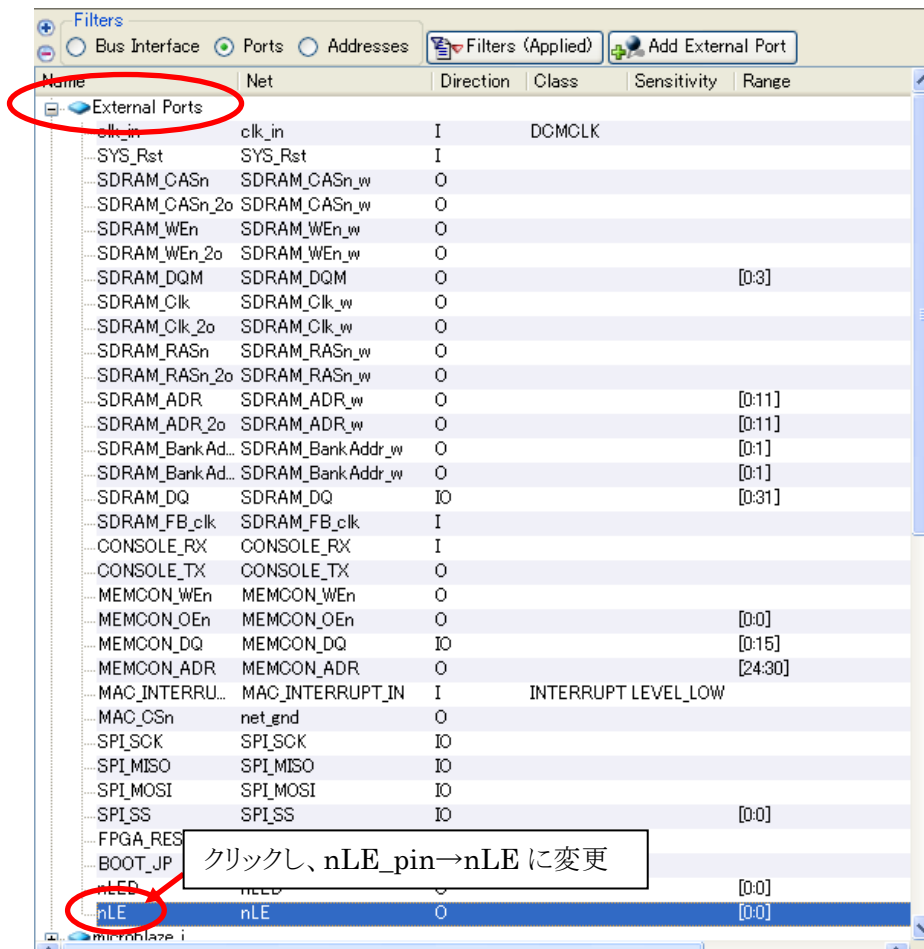 Filters
Bus Interface Ports Addresses Filters (Applied) Add External Port
Name Net Direction Class Sensitivity Range
External Ports
clk_in clk_in I DCMCLK
SYS_Rst SYS_Rst I
SDRAM_CASn SDRAM_CASn_w O
SDRAM_CASn_2o SDRAM_CASn_w O
SDRAM_WEn SDRAM_WEn_w O
SDRAM_WEn_2o SDRAM_WEn_w O
SDRAM_DQM SDRAM_DQM O [0:3]
SDRAM_Clk SDRAM_Clk_w O
SDRAM_Clk_2o SDRAM_Clk_w O
SDRAM_RASn SDRAM_RASn_w O
SDRAM_RASn_2o SDRAM_RASn_w O
SDRAM_ADR SDRAM_ADR_w O [0:11]
SDRAM_ADR_2o SDRAM_ADR_w O [0:11]
SDRAM_BankAd... SDRAM_BankAddr_w O [0:1]
SDRAM_BankAd... SDRAM_BankAddr_w O [0:1]
SDRAM_DQ SDRAM_DQ IO [0:31]
SDRAM_FB_clk SDRAM_FB_clk I
CONSOLE_RX CONSOLE_RX I
CONSOLE_TX CONSOLE_TX O
MEMCON_WEn MEMCON_WEn O
MEMCON_OEn MEMCON_OEn O [0:0]
MEMCON_DQ MEMCON_DQ IO [0:15]
MEMCON_ADR MEMCON_ADR O [24:30]
MAC_INTERRU... MAC_INTERRUPT_IN I INTERRUPT LEVEL_LOW
MAC_CSn net_gnd O
SPI_SCK SPI_SCK IO
SPI_MISO SPI_MISO IO
SPI_MOSI SPI_MOSI IO
SPI_SS SPI_SS IO [0:0]
FPGA_RES
BOOT_JP
クリックし、nLE_pin→nLE に変更
nLED nLED O [0:0]
nLE nLE O [0:0]
microblaze_i